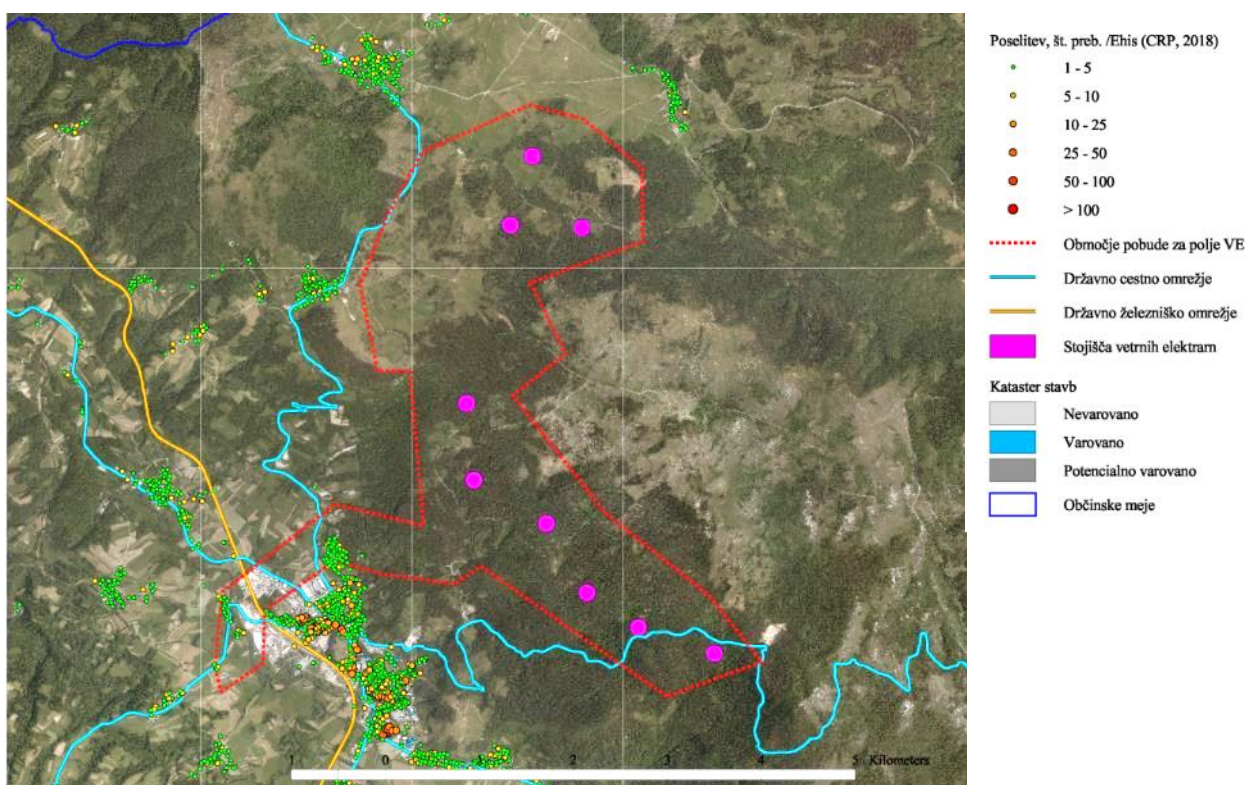 Poselitev, št. preb. /Ehis (CRP, 2018)
1 - 5
5 - 10
10 - 25
25 - 50
50 - 100
> 100
Območje pobude za polje VE
Državno cestno omrežje
Državno železniško omrežje
Stojišča vetrnih elektrarn
Kataster stavb
Nevarovano
Varovano
Potencialno varovano
Občinske meje
1 0 1 2 3 4 5 Kilometers